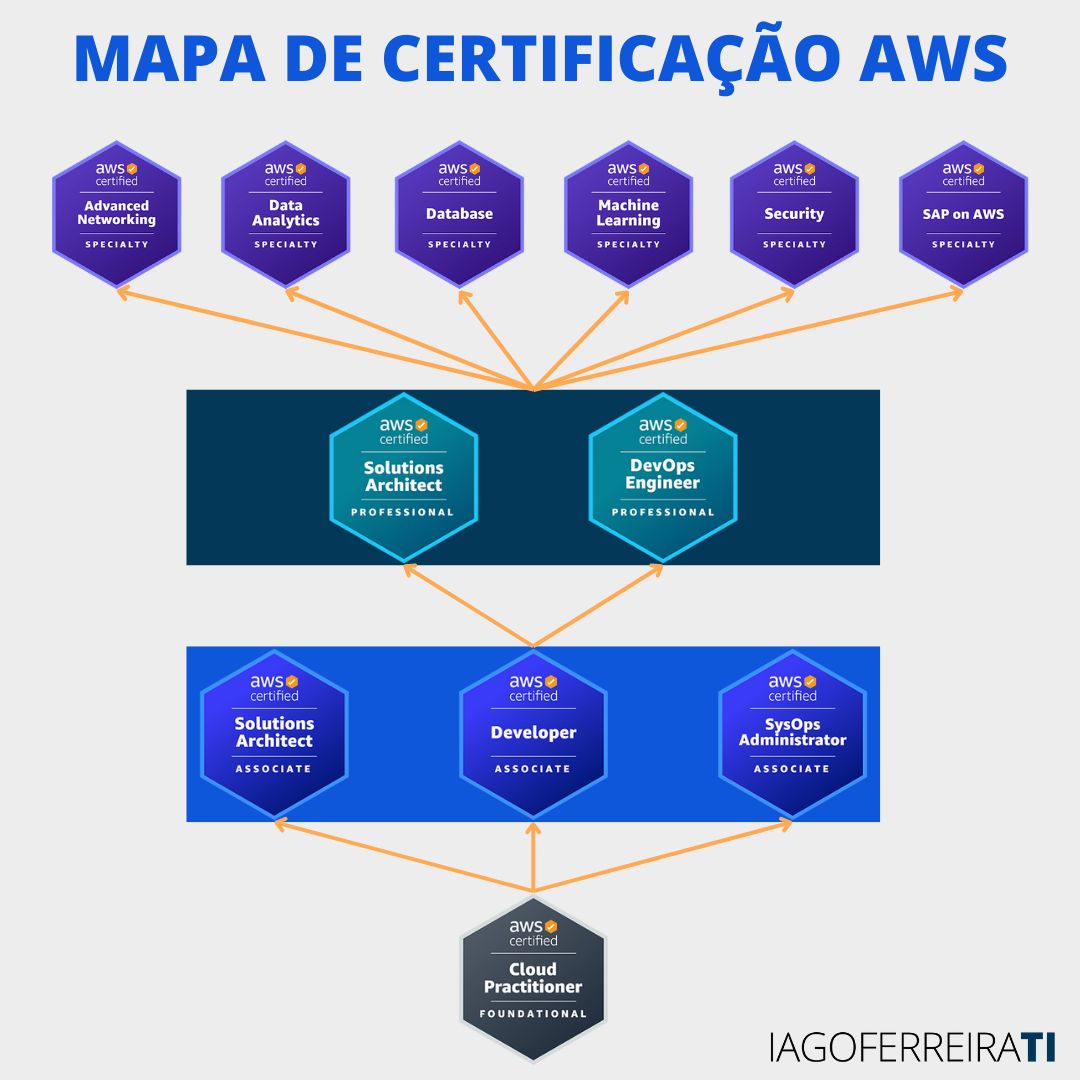 MAPA DE CERTIFICAÇÃO AWS
aws
certified
Advanced
Networking
SPECIALTY
aws
certified
Data
Analytics
SPECIALTY
aws
certified
Database
SPECIALTY
aws
certified
Machine
Learning
SPECIALTY
aws
certified
Security
SPECIALTY
aws
certified
SAP on AWS
SPECIALTY
aws
certified
Solutions
Architect
PROFESSIONAL
aws
certified
DevOps
Engineer
PROFESSIONAL
aws
certified
Solutions
Architect
ASSOCIATE
aws
certified
Developer
ASSOCIATE
aws
certified
SysOps
Administrator
ASSOCIATE
aws
certified
Cloud
Practitioner
FOUNDATIONAL
IAGOFERREIRATI